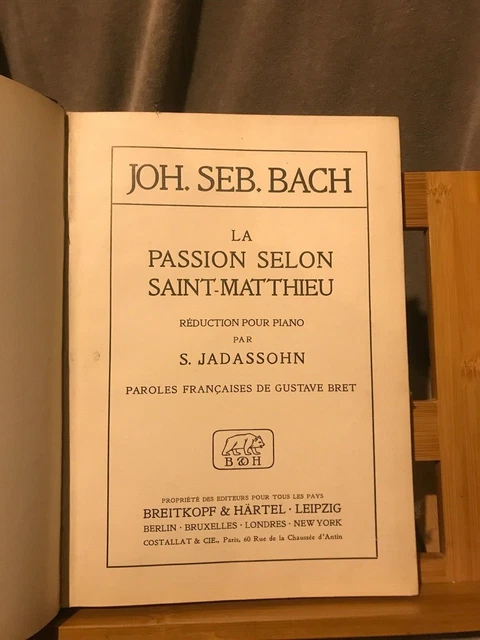 JOH. SEB. BACH
LA
PASSION SELON
SAINT-MATTHIEU
RÉDUCTION POUR PIANO
PAR
S. JADASSOHN
PAROLES FRANÇAISES DE GUSTAVE BRET
B & H
PROPRIÉTÉ DES EDITEURS POUR TOUS LES PAYS
BREITKOPF & HÄRTEL · LEIPZIG
BERLIN · BRUXELLES · LONDRES · NEW YORK
COSTALLAT & CIE., Paris, 60 Rue de la Chaussée d'Antin